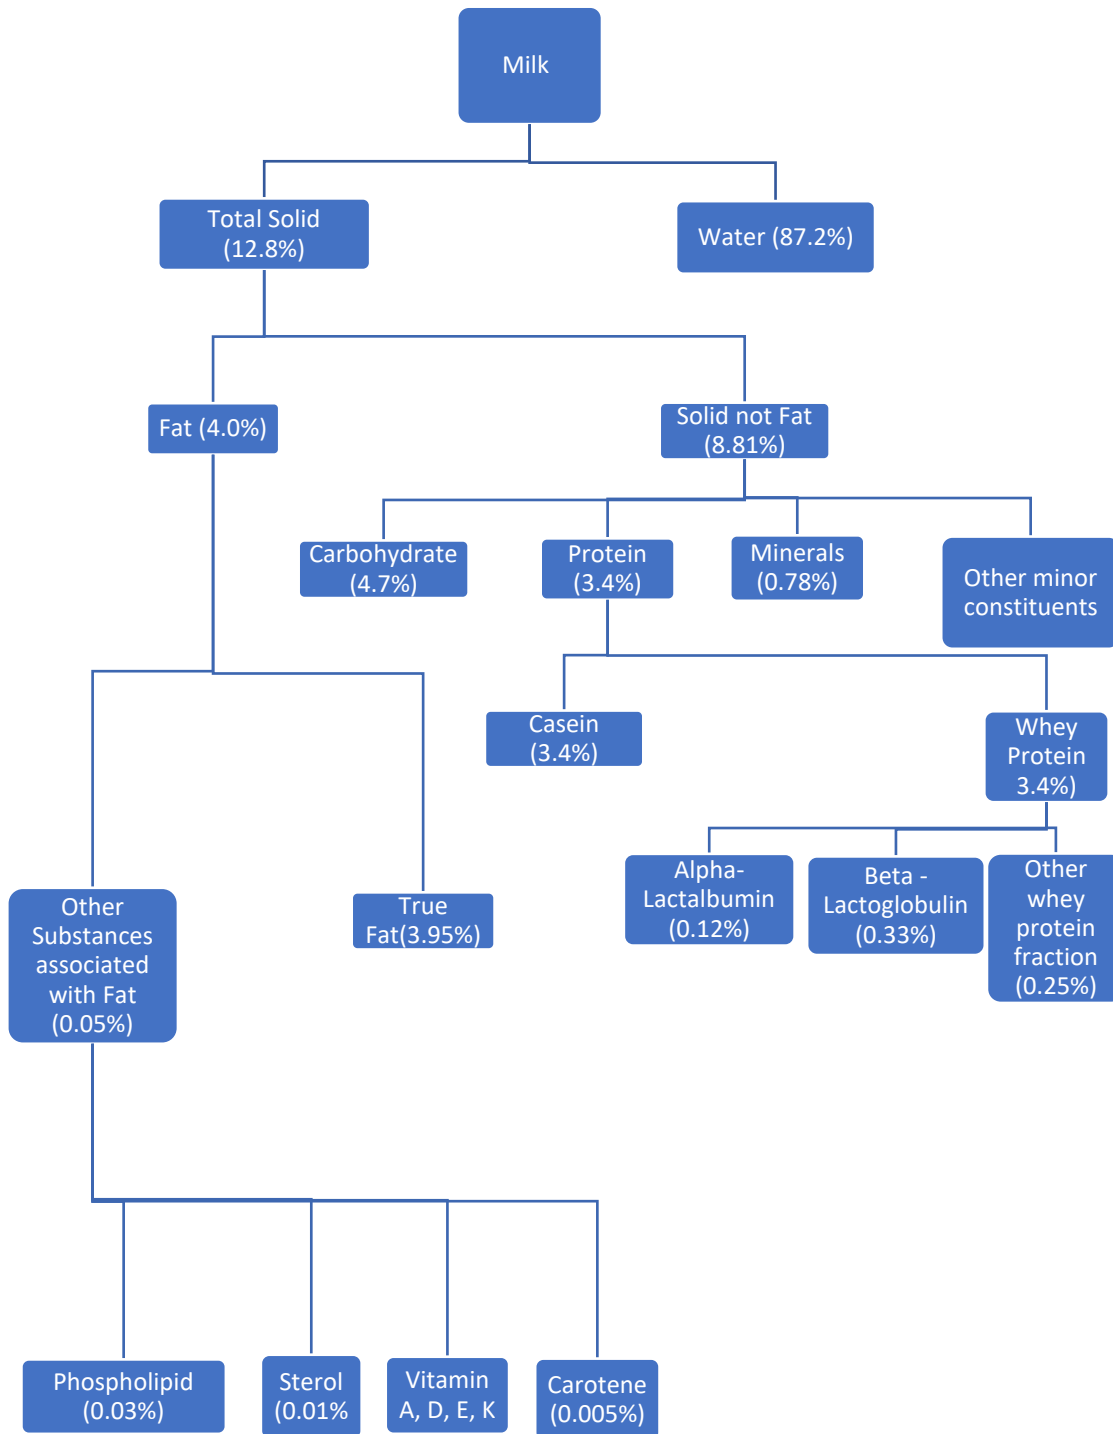 Milk
Total Solid
(12.8%)
Water (87.2%)
Fat (4.0%)
Solid not Fat
(8.81%)
Carbohydrate
(4.7%)
Protein
(3.4%)
Minerals
(0.78%)
Other minor
constituents
Casein
(3.4%)
Whey
Protein
3.4%)
Alpha-
Lactalbumin
(0.12%)
Beta -
Lactoglobulin
(0.33%)
Other
whey
protein
fraction
(0.25%)
Other
Substances
associated
with Fat
(0.05%)
True
Fat(3.95%)
Phospholipid
(0.03%)
Sterol
(0.01%
Vitamin
A, D, E, K
Carotene
(0.005%)